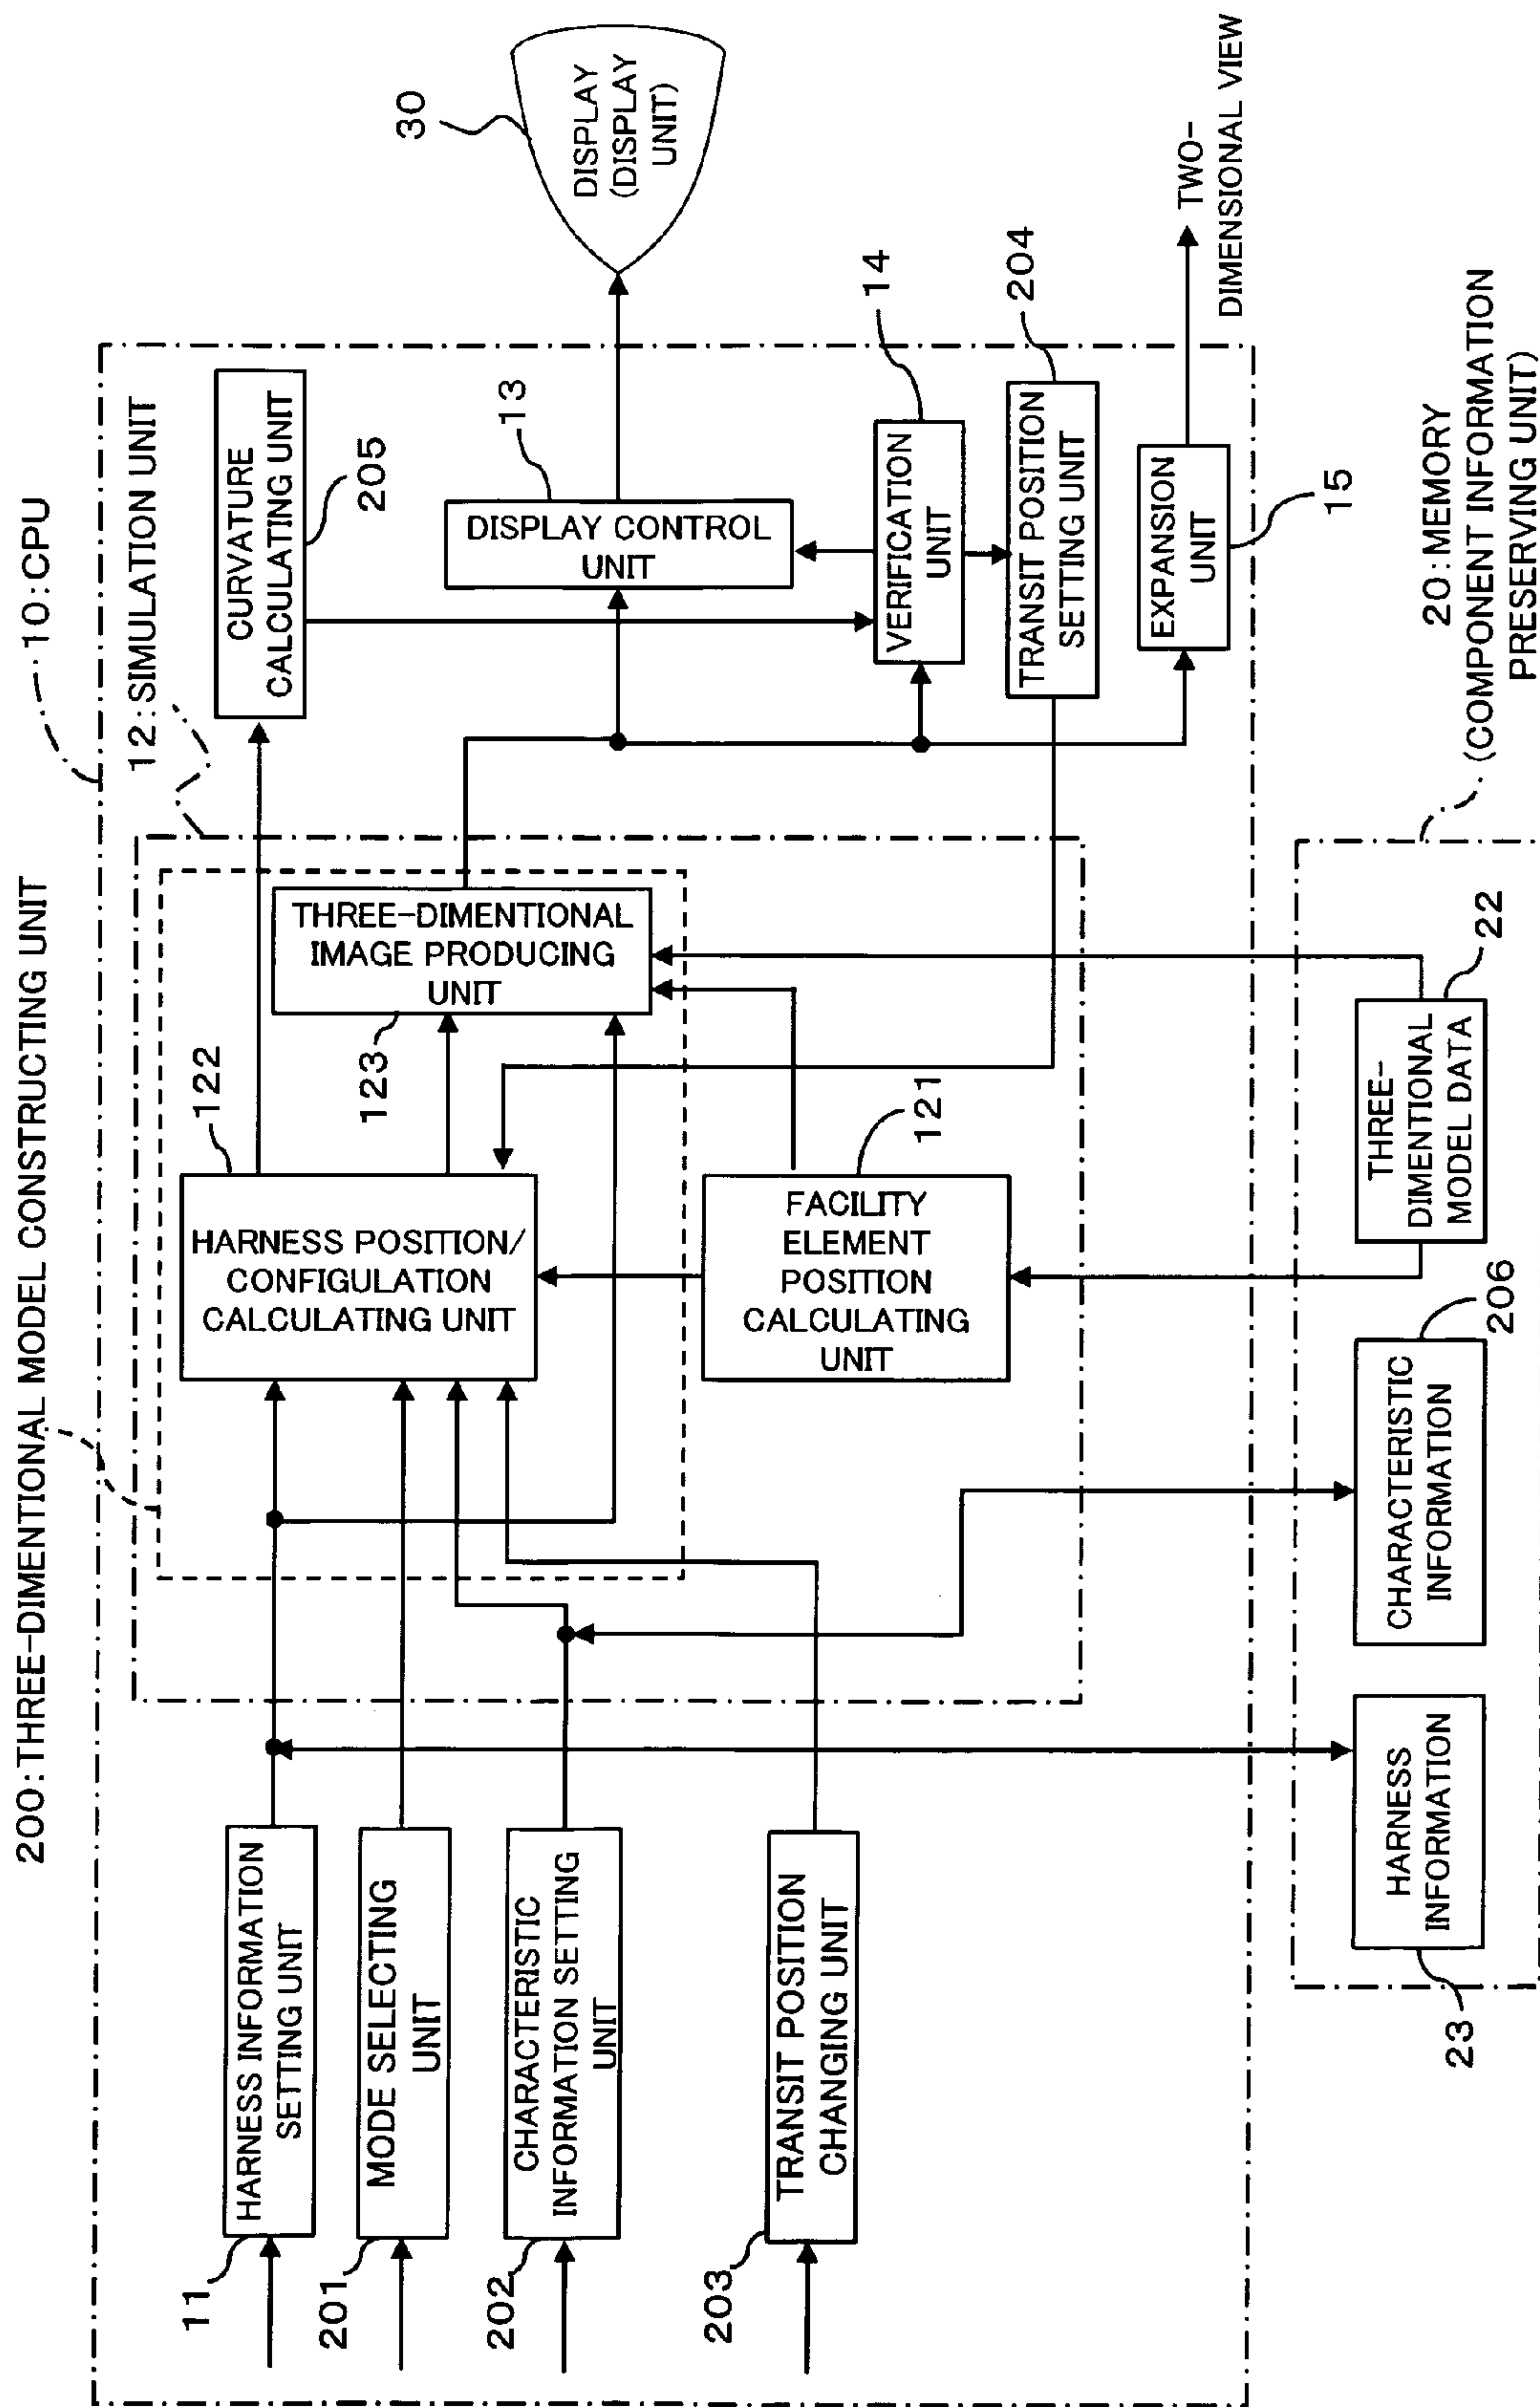 200:THREE-DIMENTIONAL MODEL CONSTRUCTING UNIT
10:CPU
12:SIMULATION UNIT
11
HARNESS INFORMATION
SETTING UNIT
201
MODE SELECTING
UNIT
202
CHARACTERISTIC
INFORMATION SETTING
UNIT
203
TRANSIT POSITION
CHANGING UNIT
122
HARNESS POSITION/
CONFIGULATION
CALCULATING UNIT
123
THREE-DIMENTIONAL
IMAGE PRODUCING
UNIT
121
FACILITY
ELEMENT
POSITION
CALCULATING
UNIT
CURVATURE
CALCULATING UNIT
205
13
DISPLAY CONTROL
UNIT
30
DISPLAY
(DISPLAY
UNIT)
14
VERIFICATION
UNIT
204
TRANSIT POSITION
SETTING UNIT
EXPANSION
UNIT
15
TWO-
DIMENSIONAL VIEW
20:MEMORY
(COMPONENT INFORMATION
PRESERVING UNIT)
23
HARNESS
INFORMATION
206
CHARACTERISTIC
INFORMATION
22
THREE-
DIMENTIONAL
MODEL DATA